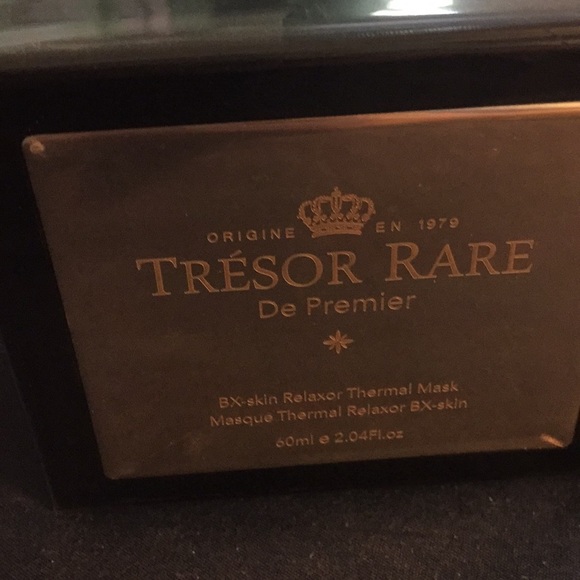 ORIGINE EN 1979
TRÉSOR RARE
De Premier
BX-skin Relaxor Thermal Mask
Masque Thermal Relaxor BX-skin
60ml e 2.04Fl.oz